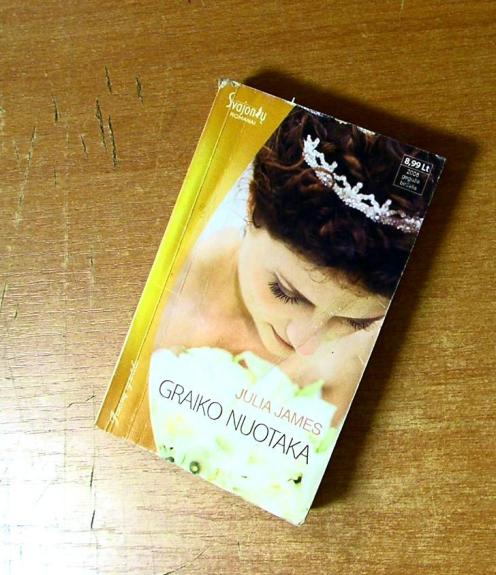 Svajonių
ROMANAI
8,99 Lt
2008
gegužė
birželis
JULIA JAMES
GRAIKO NUOTAKA